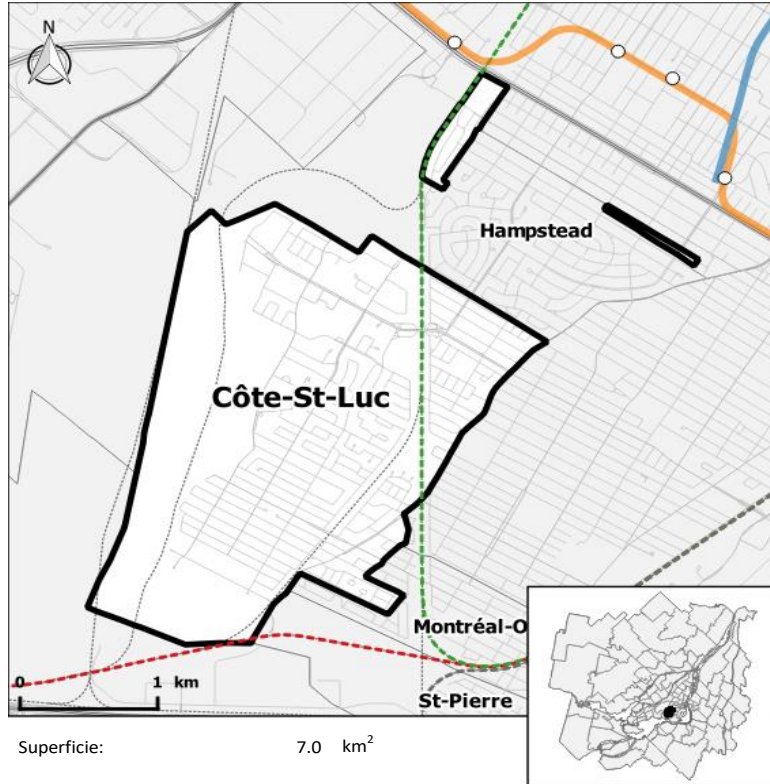 N
Hampstead
Côte-St-Luc
Montréal-O
St-Pierre
0 1 km
Superficie: 7.0 km²